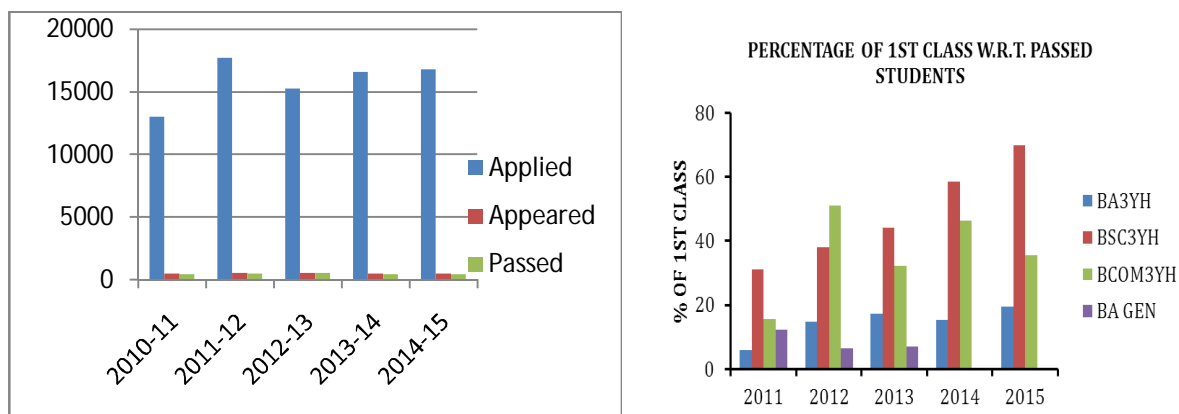 20000
15000
10000
5000
0
2010-11
2011-12
2012-13
2013-14
2014-15
Applied
Appeared
Passed
PERCENTAGE OF 1ST CLASS W.R.T. PASSED
STUDENTS
% OF 1ST CLASS
80
60
40
20
0
2011 2012 2013 2014 2015
BA3YH
BSC3YH
BCOM3YH
BA GEN